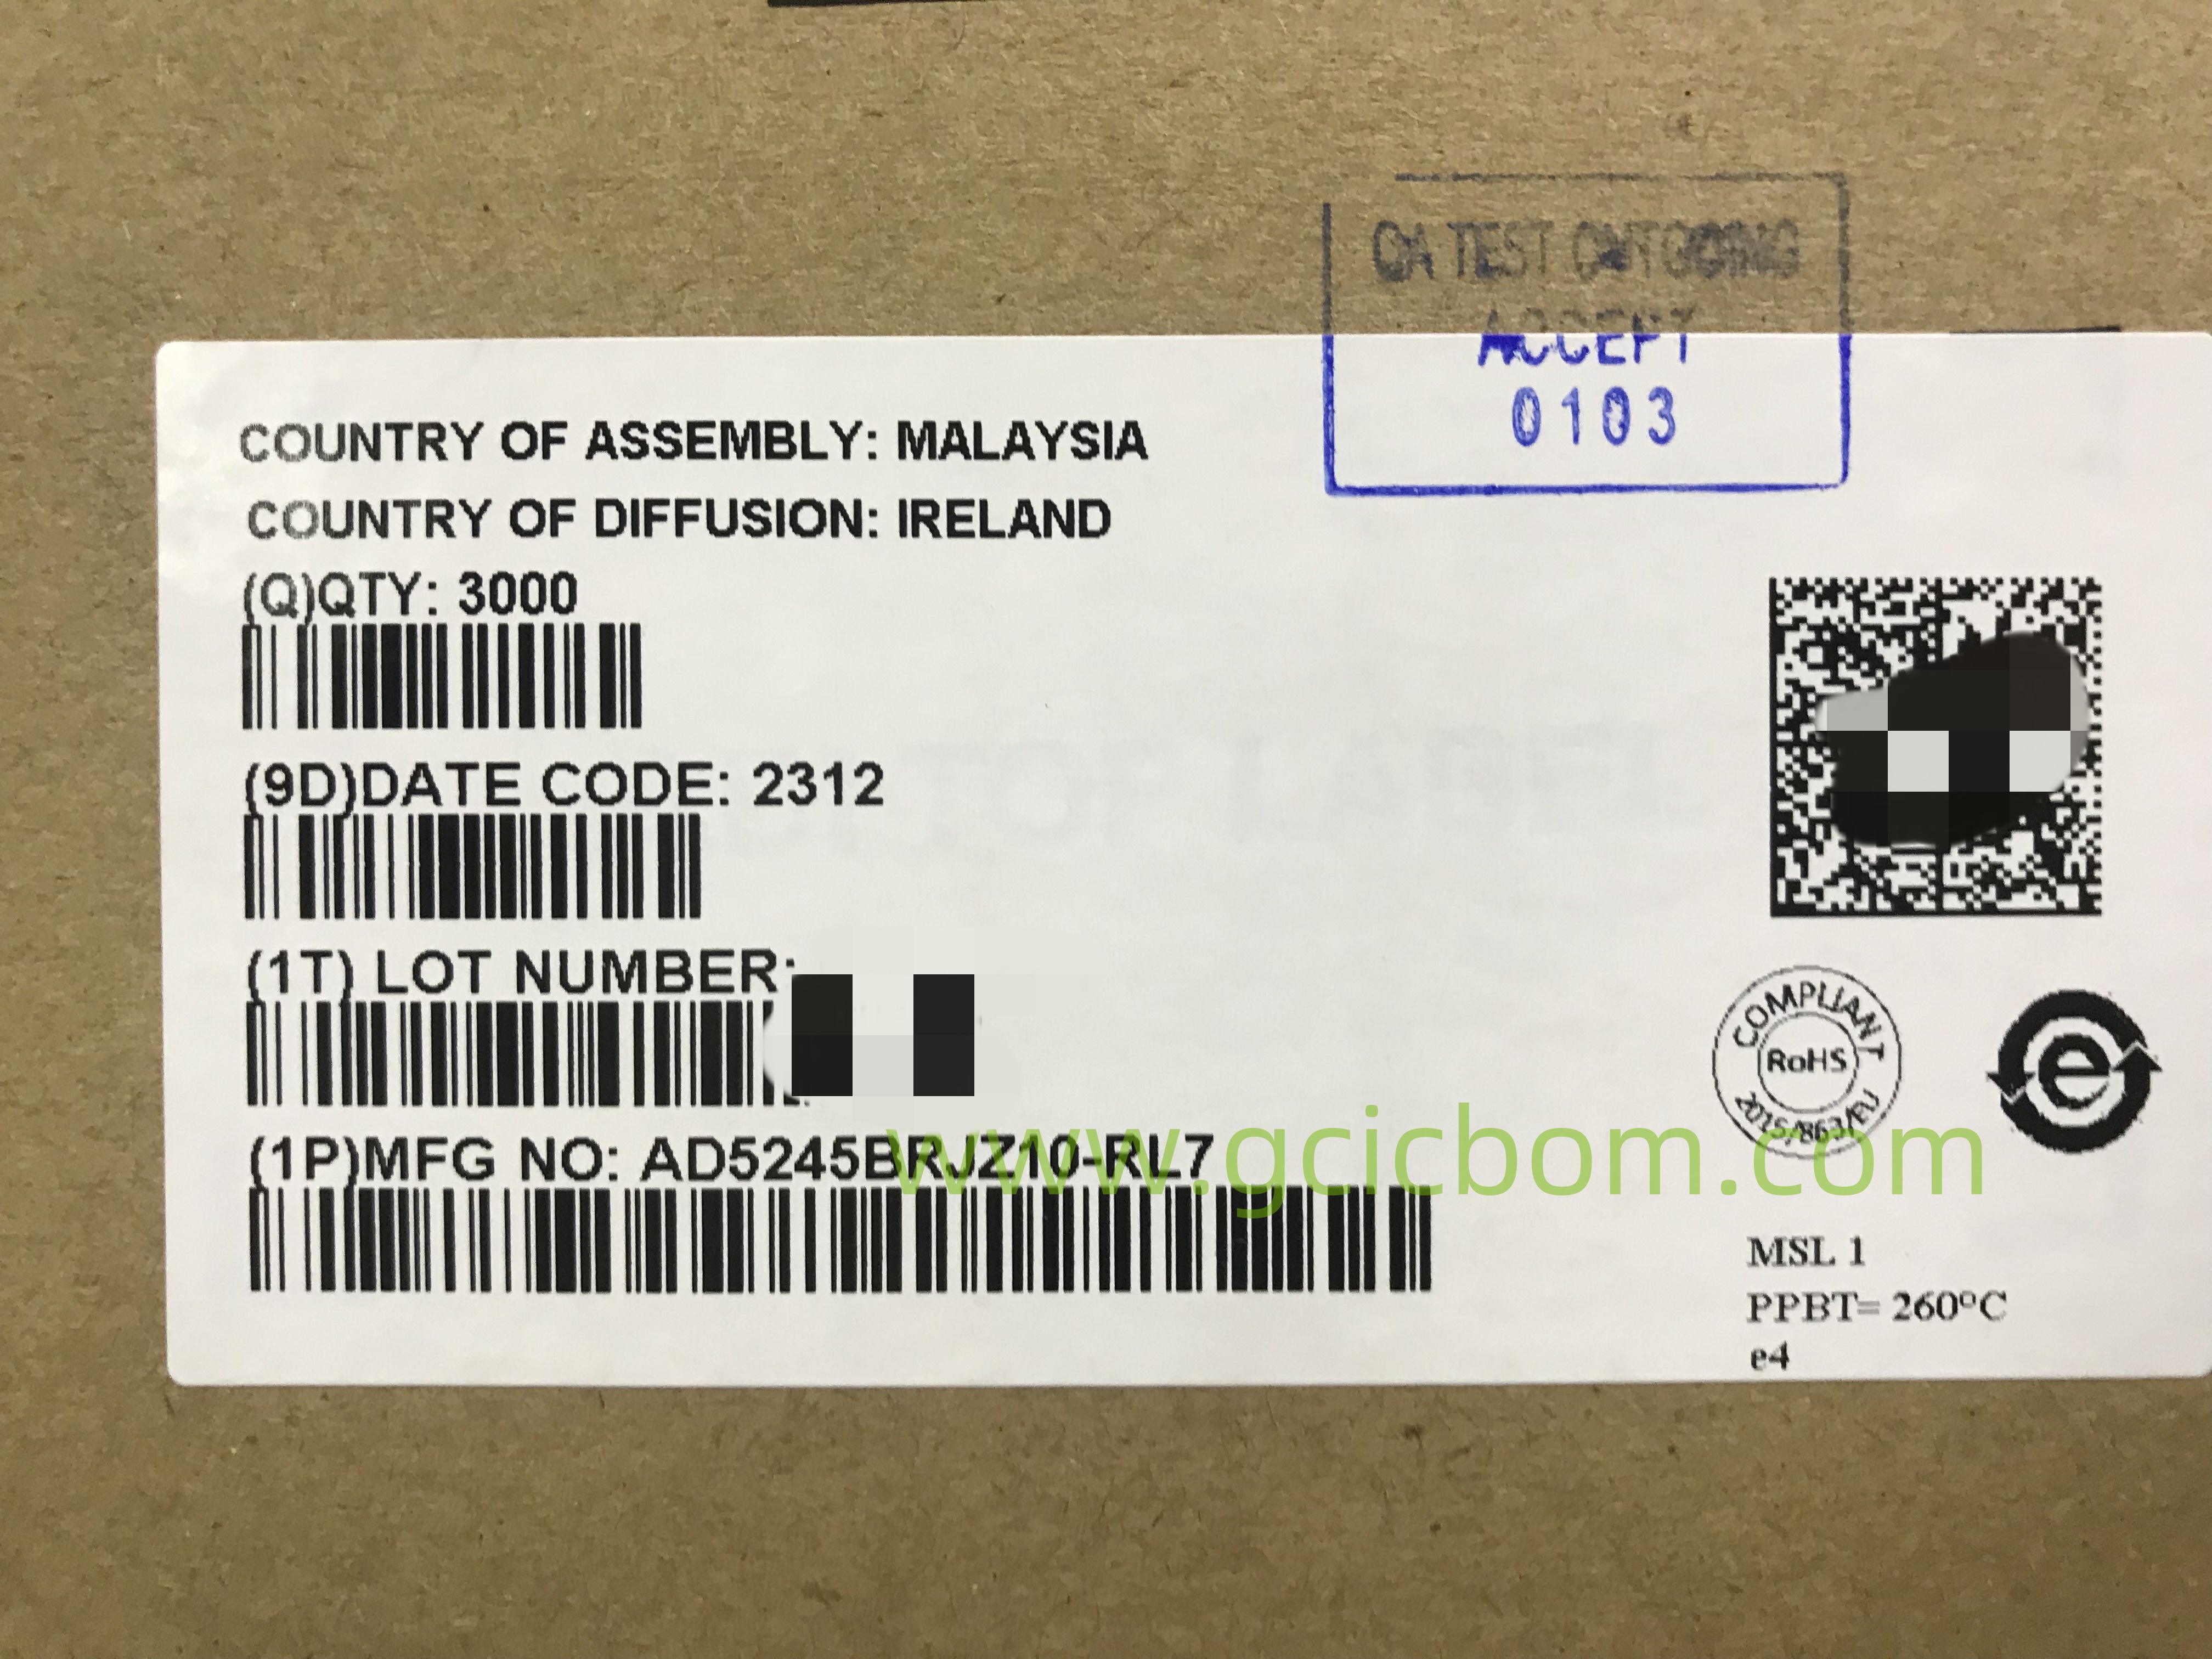 QA TEST OUTGOING
ACCEPT
0103
COUNTRY OF ASSEMBLY: MALAYSIA
COUNTRY OF DIFFUSION: IRELAND
(Q)QTY: 3000
(9D)DATE CODE: 2312
(1T) LOT NUMBER:
COMPLIANT
RoHS
2015/863/EU
e
(1P)MFG NO: AD5245BRJZ10-RL7
www.gcicbom.com
MSL 1
PPBT= 260ºC
e4